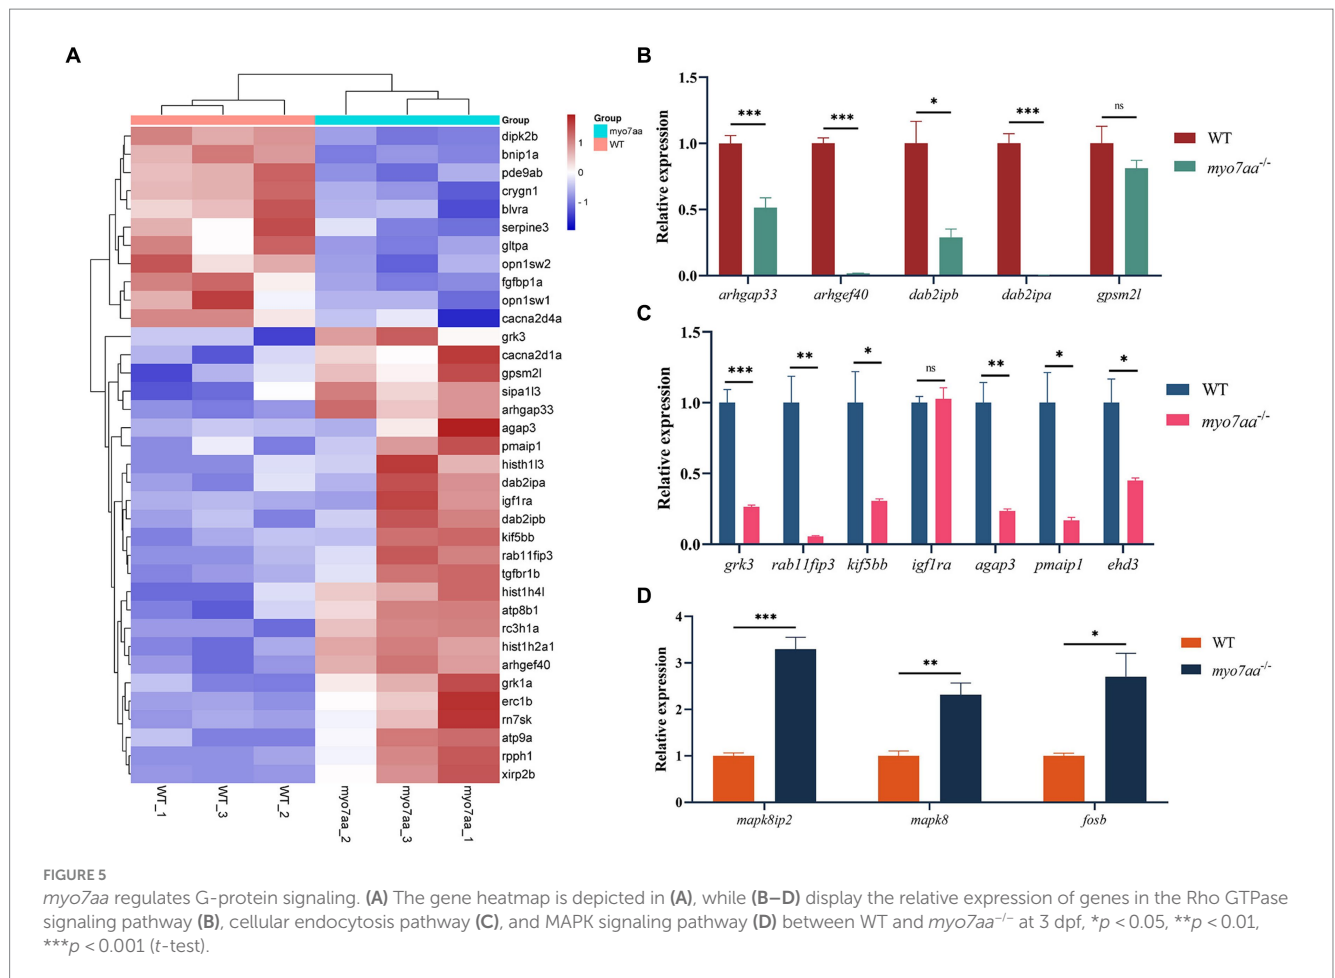 A
Group
dipk2b
bnip1a
pde9ab
crygn1
blvra
serpine3
gltpa
opn1sw2
fgfbp1a
opn1sw1
cacna2d4a
grk3
cacna2d1a
gpsm2l
sipa1l3
arhgap33
agap3
pmaip1
histh1l3
dab2ipa
igf1ra
dab2ipb
kif5bb
rab11fip3
tgfbr1b
hist1h4l
atp8b1
rc3h1a
hist1h2a1
arhgef40
grk1a
erc1b
rn7sk
atp9a
rpph1
xirp2b
WT_1
WT_3
WT_2
myo7aa_2
myo7aa_3
myo7aa_1
1
0
-1
Group
myo7aa
WT
B
Relative expression
1.5
1.0
0.5
0.0
***
***
*
***
ns
arhgap33 arhgef40 dab2ipb dab2ipa gpsm2l
WT
myo7aa-/-
C
Relative expression
1.5
1.0
0.5
0.0
***
**
*
ns
**
*
*
grk3 rab11fip3 kif5bb igf1ra agap3 pmaip1 ehd3
WT
myo7aa-/-
D
Relative expression
4
3
2
1
0
***
**
*
mapk8ip2 mapk8 fosb
WT
myo7aa-/-
FIGURE 5
myo7aa regulates G-protein signaling. (A) The gene heatmap is depicted in (A), while (B–D) display the relative expression of genes in the Rho GTPase
signaling pathway (B), cellular endocytosis pathway (C), and MAPK signaling pathway (D) between WT and myo7aa−/− at 3 dpf, *p < 0.05, **p < 0.01,
***p < 0.001 (t-test).